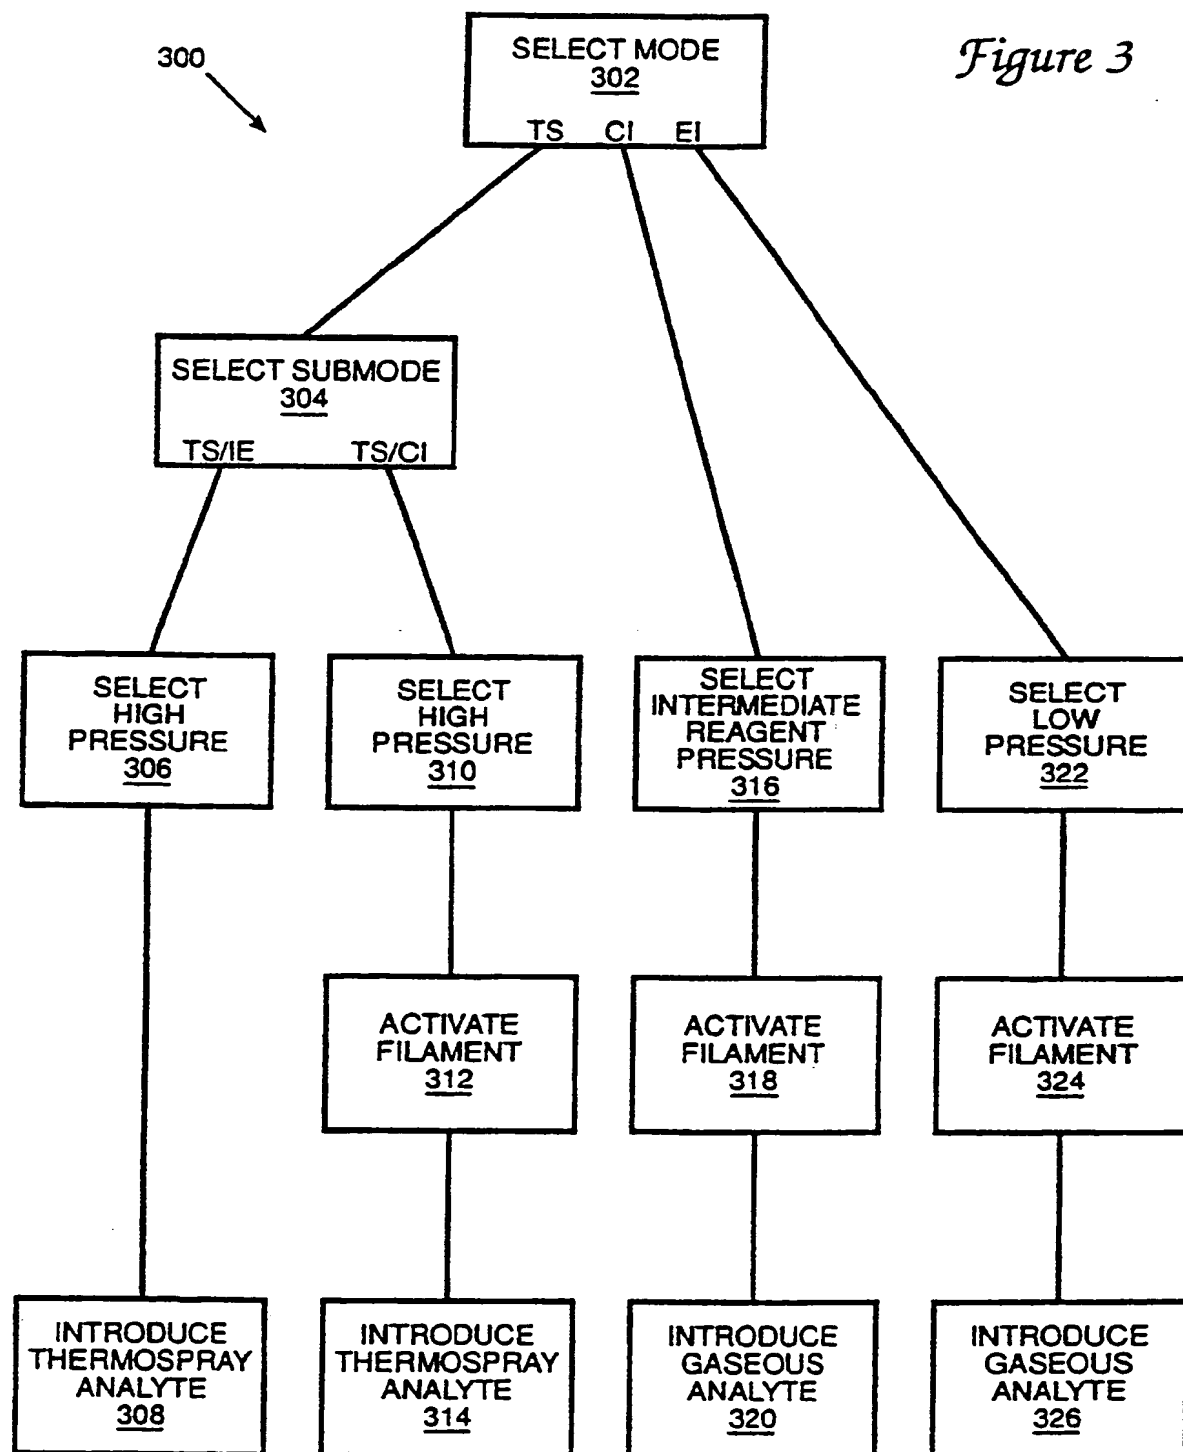 300
Figure 3
SELECT MODE
302
TS CI EI
SELECT SUBMODE
304
TS/IE TS/CI
SELECT
HIGH
PRESSURE
306
SELECT
HIGH
PRESSURE
310
SELECT
INTERMEDIATE
REAGENT
PRESSURE
316
SELECT
LOW
PRESSURE
322
ACTIVATE
FILAMENT
312
ACTIVATE
FILAMENT
318
ACTIVATE
FILAMENT
324
INTRODUCE
THERMOSPRAY
ANALYTE
308
INTRODUCE
THERMOSPRAY
ANALYTE
314
INTRODUCE
GASEOUS
ANALYTE
320
INTRODUCE
GASEOUS
ANALYTE
326